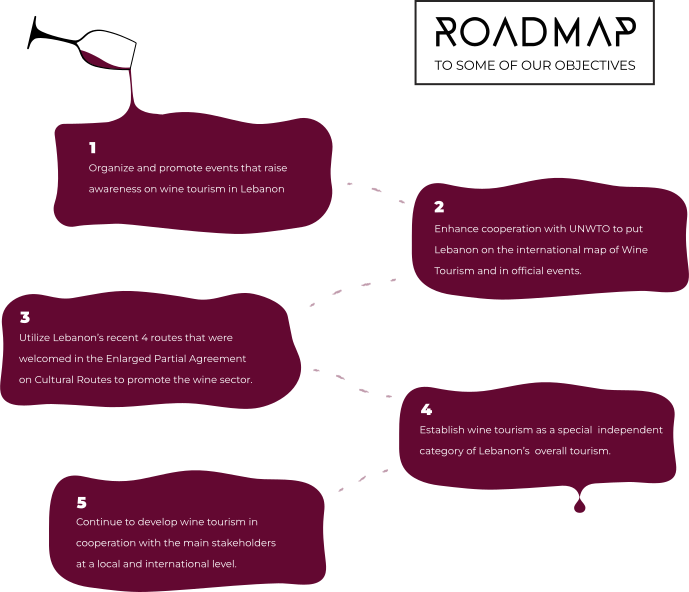 ROADMAP
TO SOME OF OUR OBJECTIVES
1
Organize and promote events that raise
awareness on wine tourism in Lebanon
2
Enhance cooperation with UNWTO to put
Lebanon on the international map of Wine
Tourism and in official events.
3
Utilize Lebanon's recent 4 routes that were
welcomed in the Enlarged Partial Agreement
on Cultural Routes to promote the wine sector.
4
Establish wine tourism as a special independent
category of Lebanon's overall tourism.
5
Continue to develop wine tourism in
cooperation with the main stakeholders
at a local and international level.